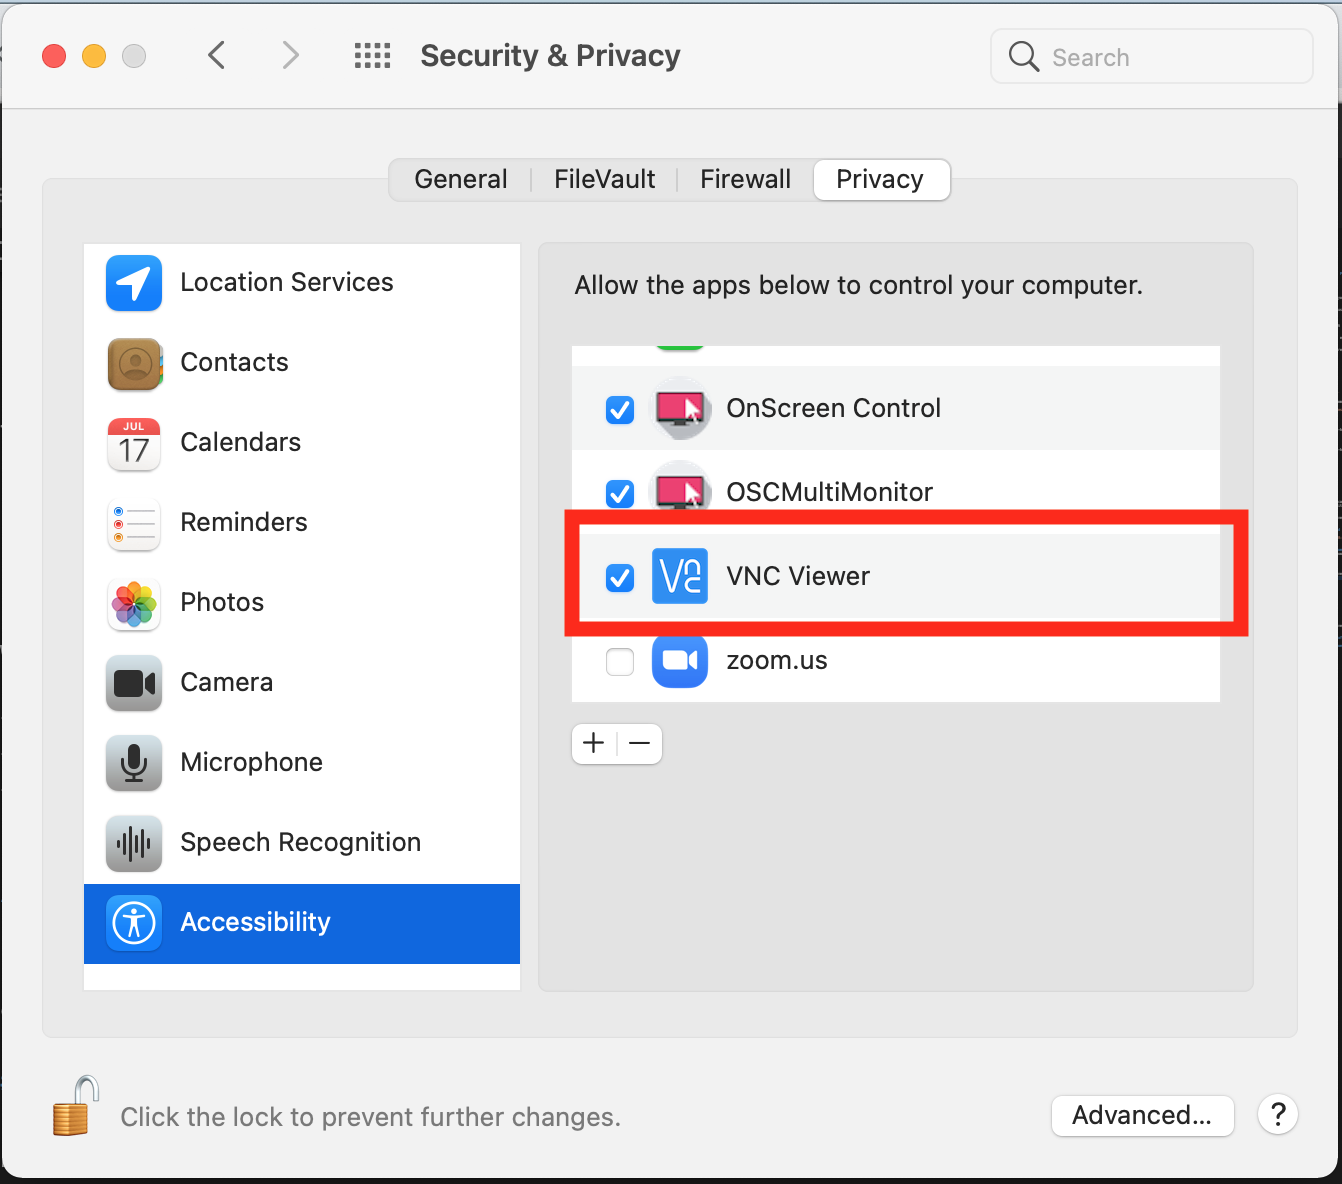 Security & Privacy
Search
General
FileVault
Firewall
Privacy
Location Services
Contacts
JUL
17
Calendars
Reminders
Photos
Camera
Microphone
Speech Recognition
Accessibility
Allow the apps below to control your computer.
OnScreen Control
OSCMultiMonitor
VNC Viewer
zoom.us
Click the lock to prevent further changes.
Advanced...
?